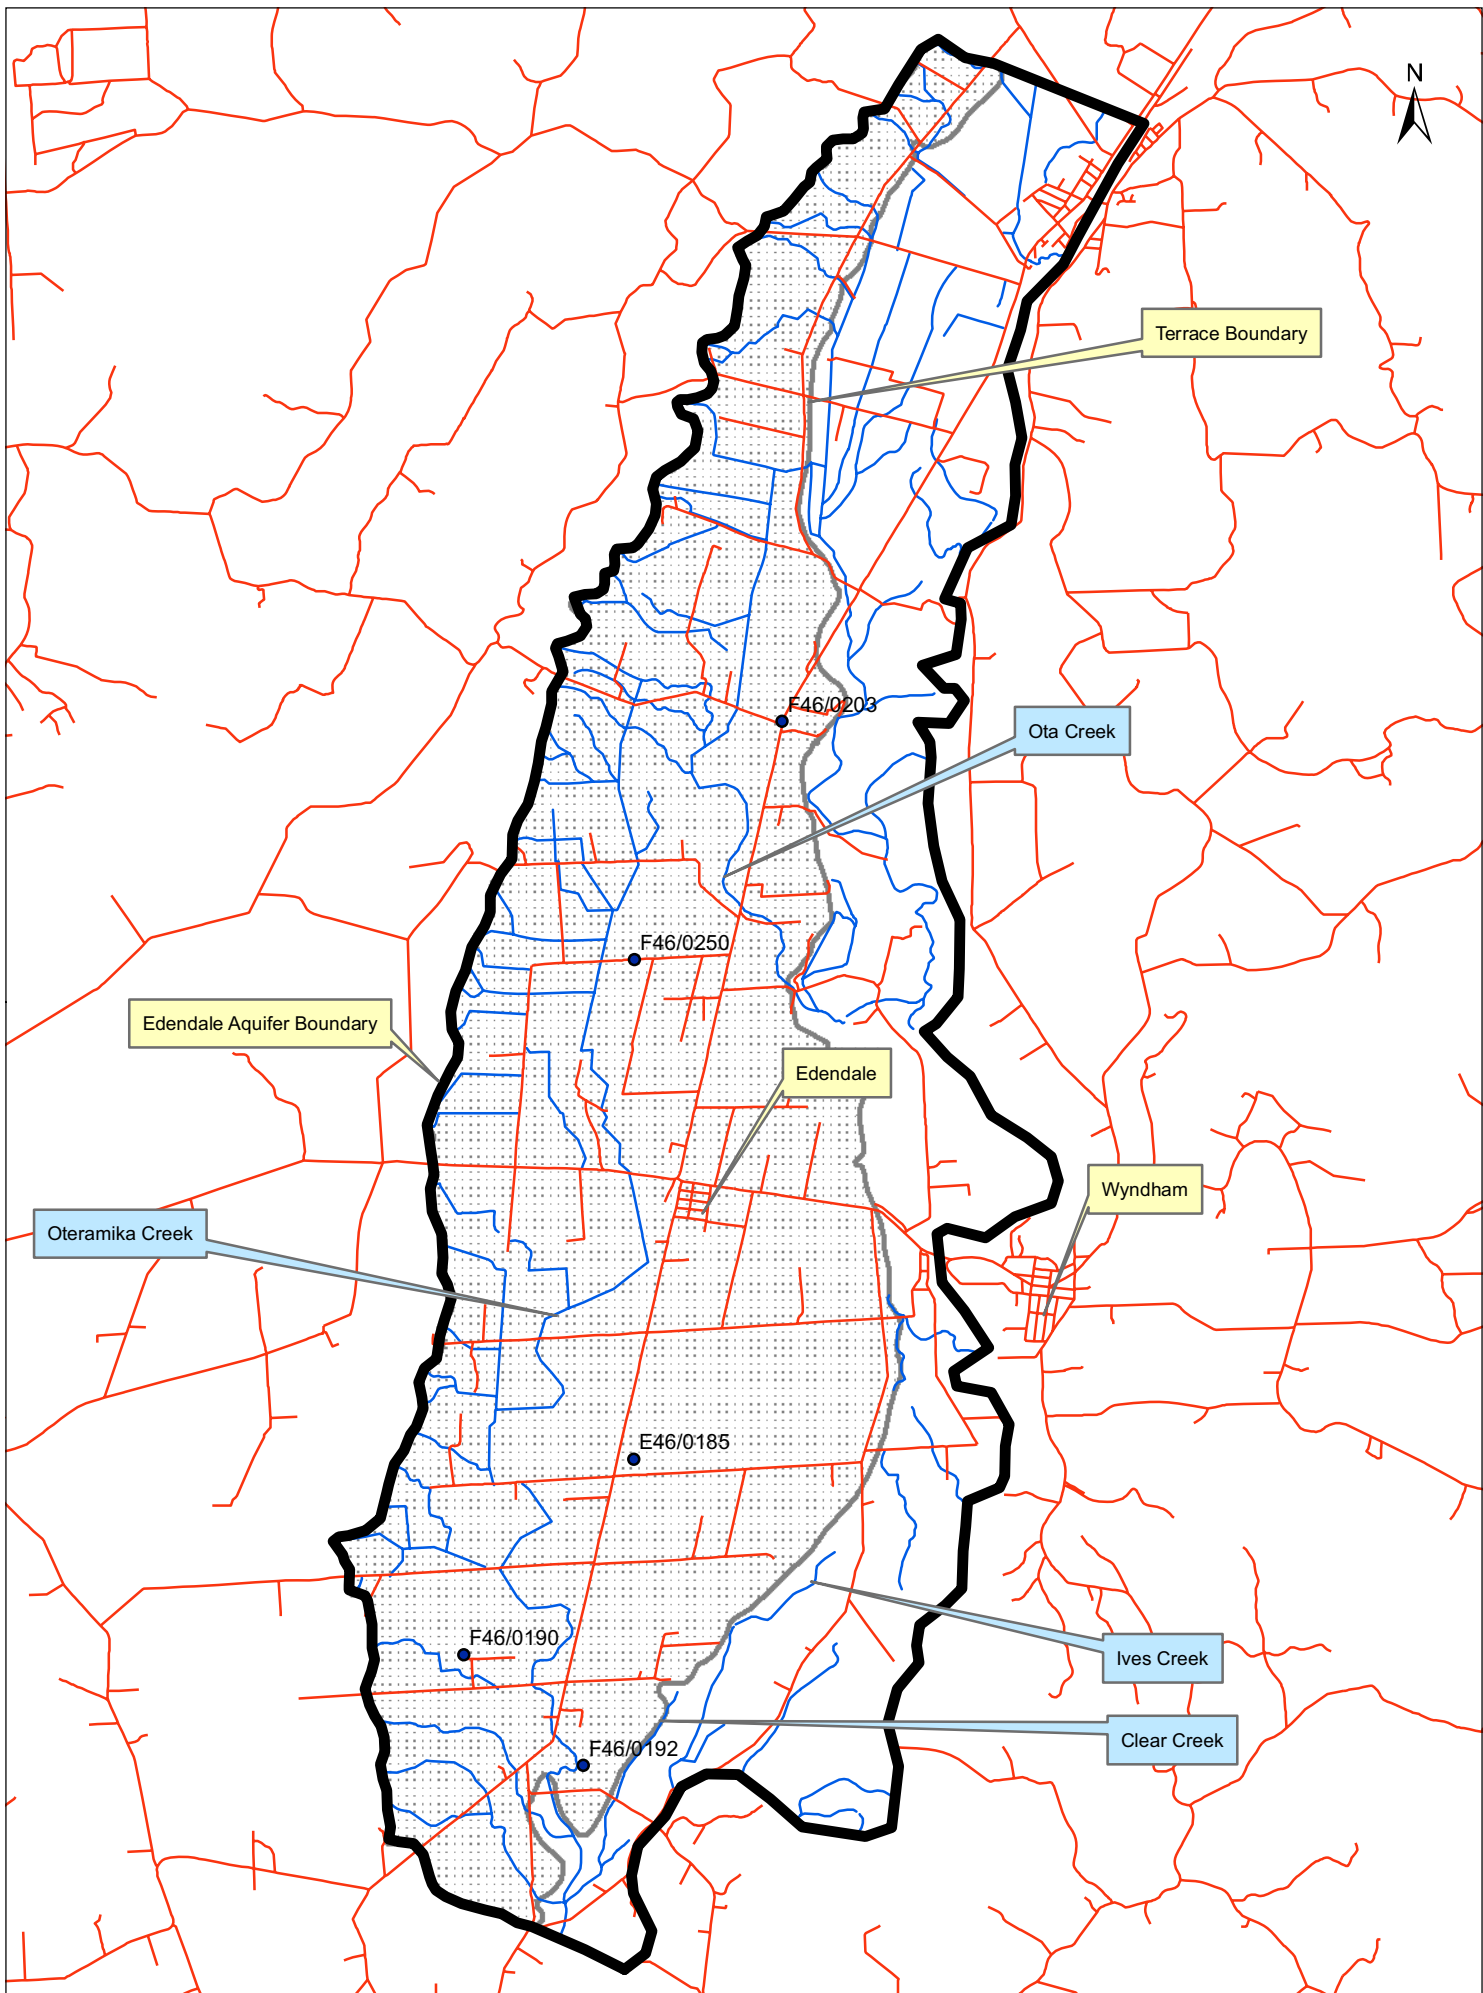 N
Terrace Boundary
F46/0203
Ota Creek
F46/0250
Edendale Aquifer Boundary
Edendale
Wyndham
Oteramika Creek
E46/0185
F46/0190
Ives Creek
Clear Creek
F46/0192